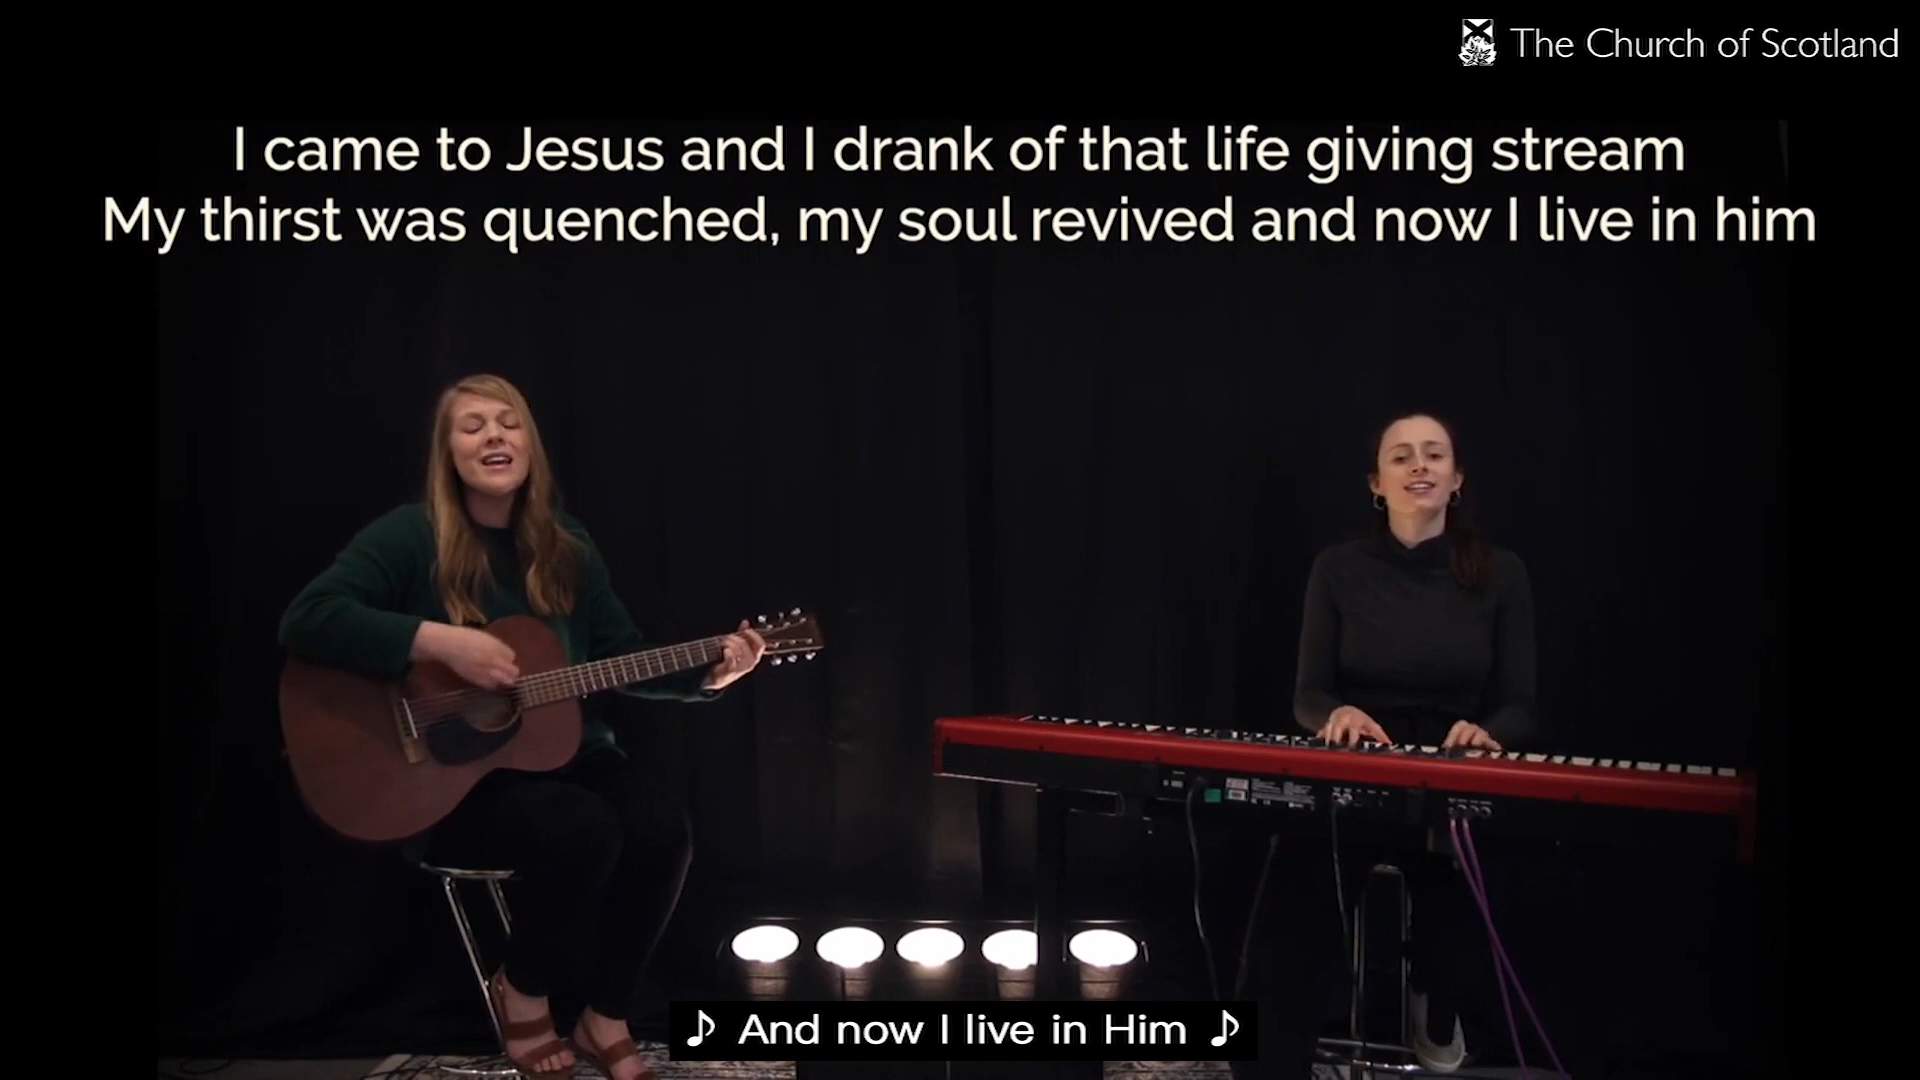 The Church of Scotland
I came to Jesus and I drank of that life giving stream
My thirst was quenched, my soul revived and now I live in him
♪ And now I live in Him ♪